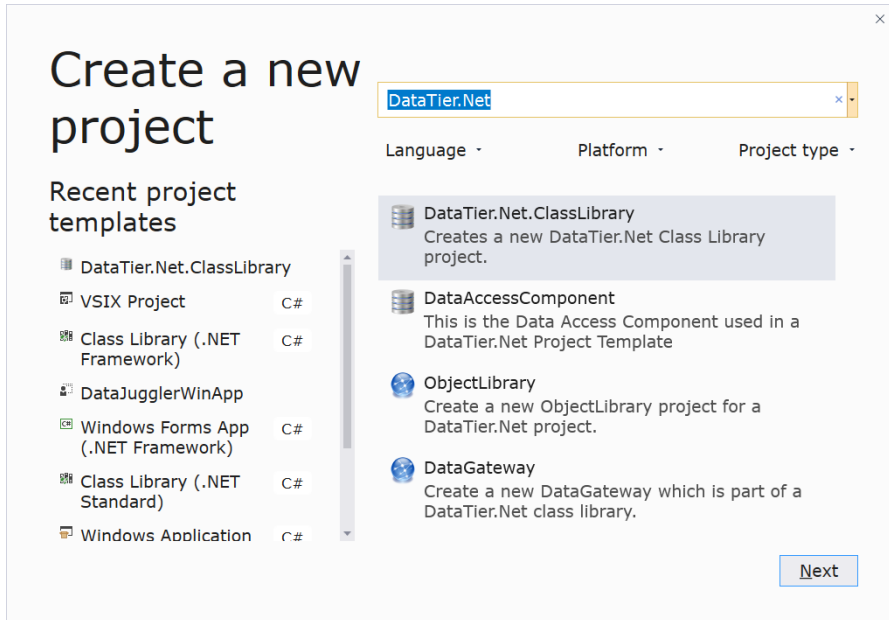 Create a new
project
Recent project
templates
DataTier.Net.ClassLibrary
VSIX Project C#
Class Library (.NET C#
Framework)
DataJugglerWinApp
Windows Forms App C#
(.NET Framework)
Class Library (.NET C#
Standard)
Windows Application C#
DataTier.Net
Language Platform Project type
DataTier.Net.ClassLibrary
Creates a new DataTier.Net Class Library
project.
DataAccessComponent
This is the Data Access Component used in a
DataTier.Net Project Template
ObjectLibrary
Create a new ObjectLibrary project for a
DataTier.Net project.
DataGateway
Create a new DataGateway which is part of a
DataTier.Net class library.
Next